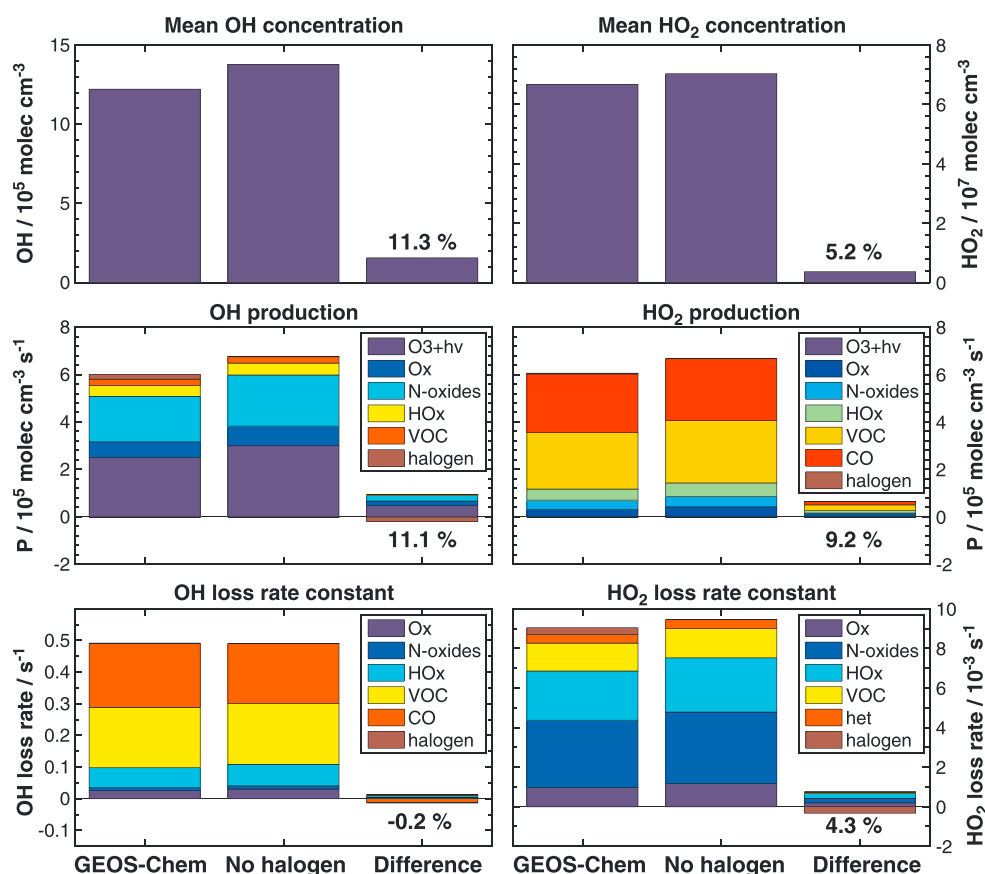 Mean OH concentration
Mean HO2 concentration
15
10
5
0
OH / 10^5 molec cm^-3
11.3 %
5.2 %
8
6
4
2
0
HO2 / 10^7 molec cm^-3
OH production
HO2 production
8
6
4
2
0
-2
P / 10^5 molec cm^-3 s^-1
O3+hv
Ox
N-oxides
HOx
VOC
halogen
11.1 %
O3+hv
Ox
N-oxides
HOx
VOC
CO
halogen
9.2 %
8
6
4
2
0
-2
P / 10^5 molec cm^-3 s^-1
OH loss rate constant
HO2 loss rate constant
0.5
0.4
0.3
0.2
0.1
0
-0.1
OH loss rate / s^-1
Ox
N-oxides
HOx
VOC
CO
halogen
-0.2 %
Ox
N-oxides
HOx
VOC
het
halogen
4.3 %
10
8
6
4
2
0
-2
HO2 loss rate / 10^-3 s^-1
GEOS-Chem No halogen Difference
GEOS-Chem No halogen Difference